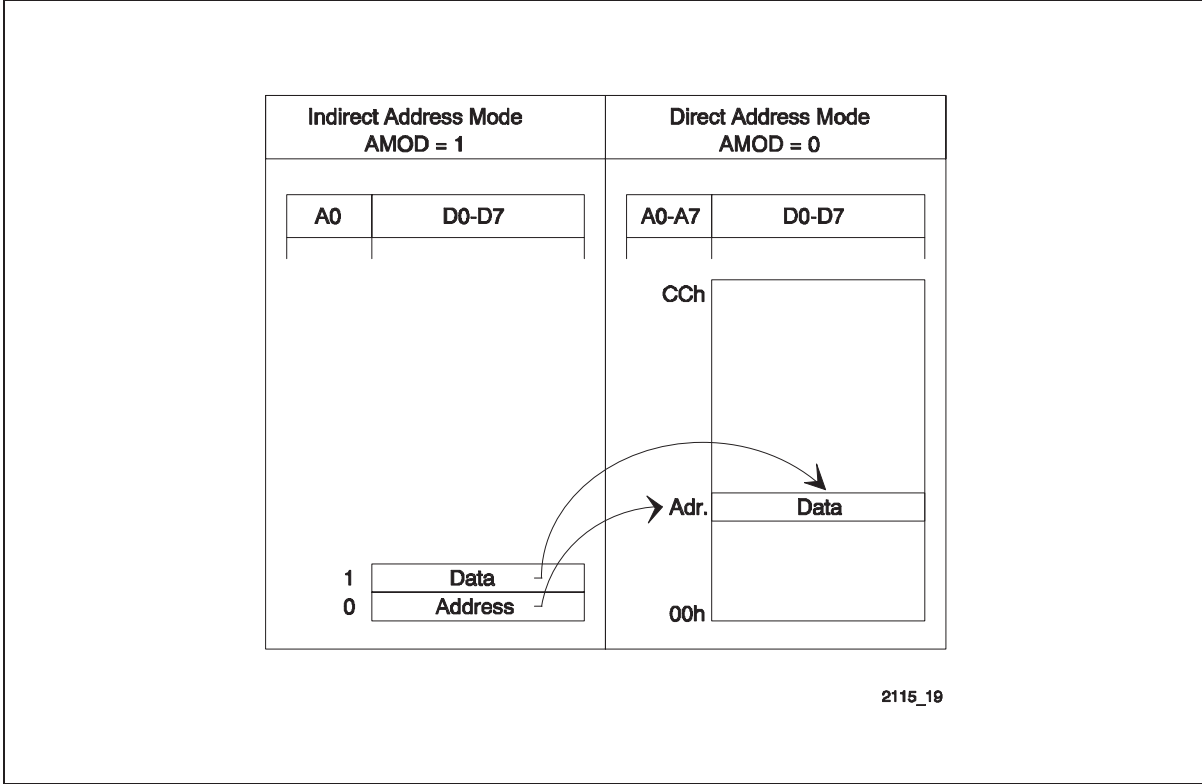 Indirect Address Mode
AMOD = 1
Direct Address Mode
AMOD = 0
A0
D0-D7
A0-A7
D0-D7
CCh
Adr.
Data
1
Data
0
Address
00h
2115_19